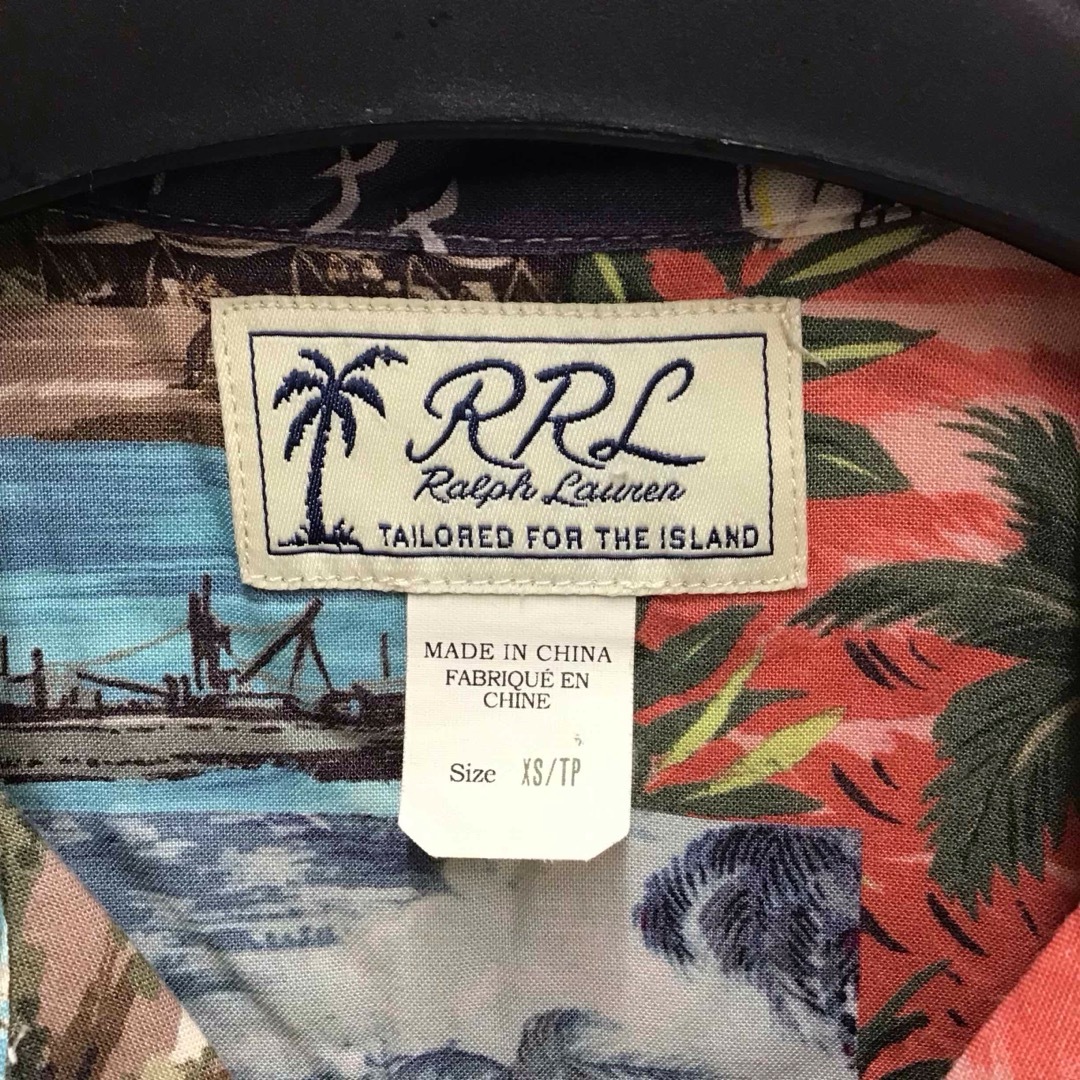 RRL
Ralph Lauren
TAILORED FOR THE ISLAND
MADE IN CHINA
FABRIQUÉ EN
CHINE
Size XS/TP